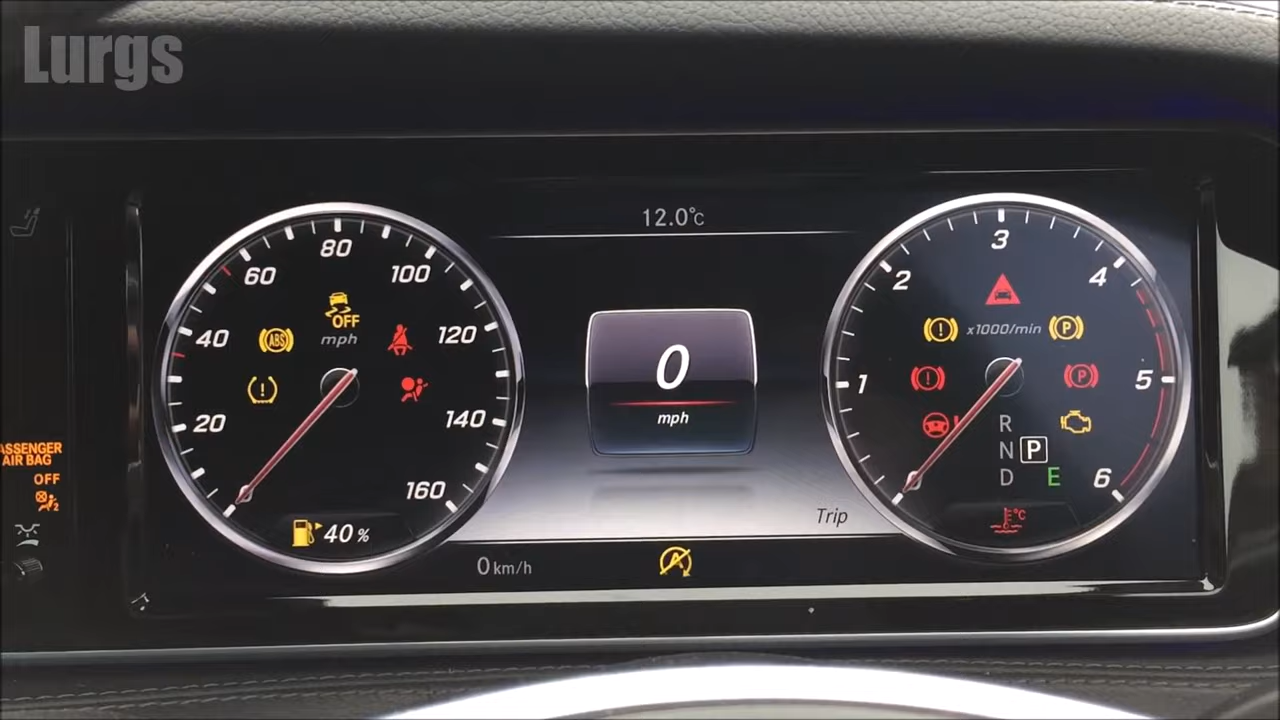 Lurgs
12.0°C
20
40
60
80
100
120
140
160
ABS
OFF
mph
40 %
0
mph
Trip
0 km/h
A
1
2
3
4
5
6
x1000/min
P
P
R
N P
D E
°C
ASSENGER
AIR BAG
OFF
2